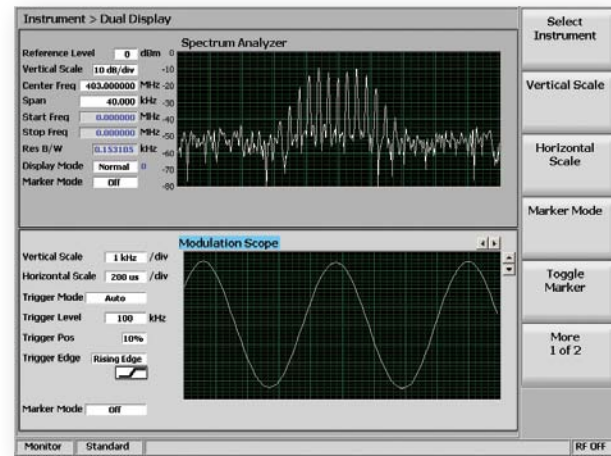 Instrument > Dual Display
Spectrum Analyzer
Reference Level 0 dBm
Vertical Scale 10 dB/div
Center Freq 403.000000 MHz
Span 40.000 kHz
Start Freq 0.000000 MHz
Stop Freq 0.000000 MHz
Res B/W 0.153105 kHz
Display Mode Normal 0
Marker Mode Off
0
-10
-20
-30
-40
-50
-60
-70
-80
Modulation Scope
Vertical Scale 1 kHz /div
Horizontal Scale 200 us /div
Trigger Mode Auto
Trigger Level 100 kHz
Trigger Pos 10%
Trigger Edge Rising Edge
Marker Mode Off
Select
Instrument
Vertical Scale
Horizontal
Scale
Marker Mode
Toggle
Marker
More
1 of 2
Monitor Standard RF OFF